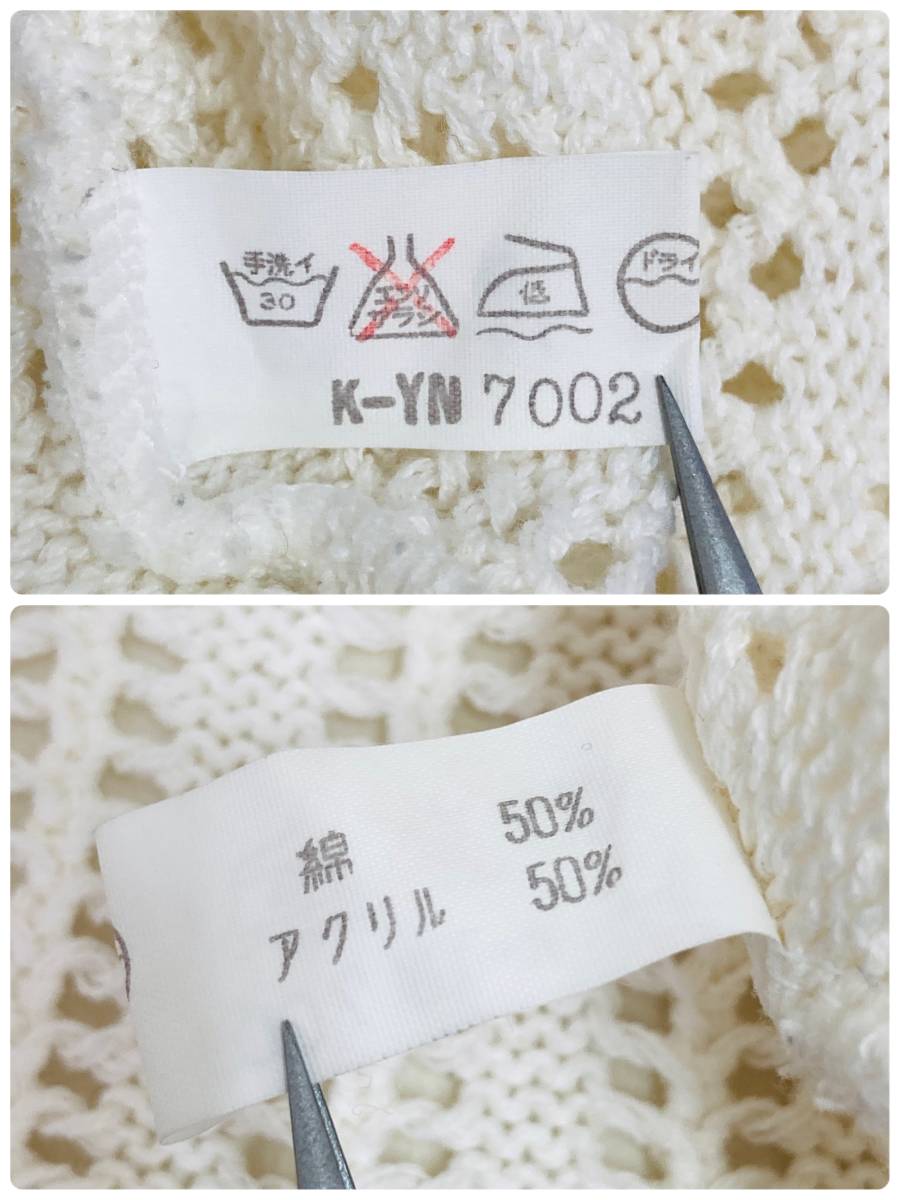 手洗イ
30
エンソ
サラシ
低
ドライ
K-YN 7002
綿 50%
アクリル 50%